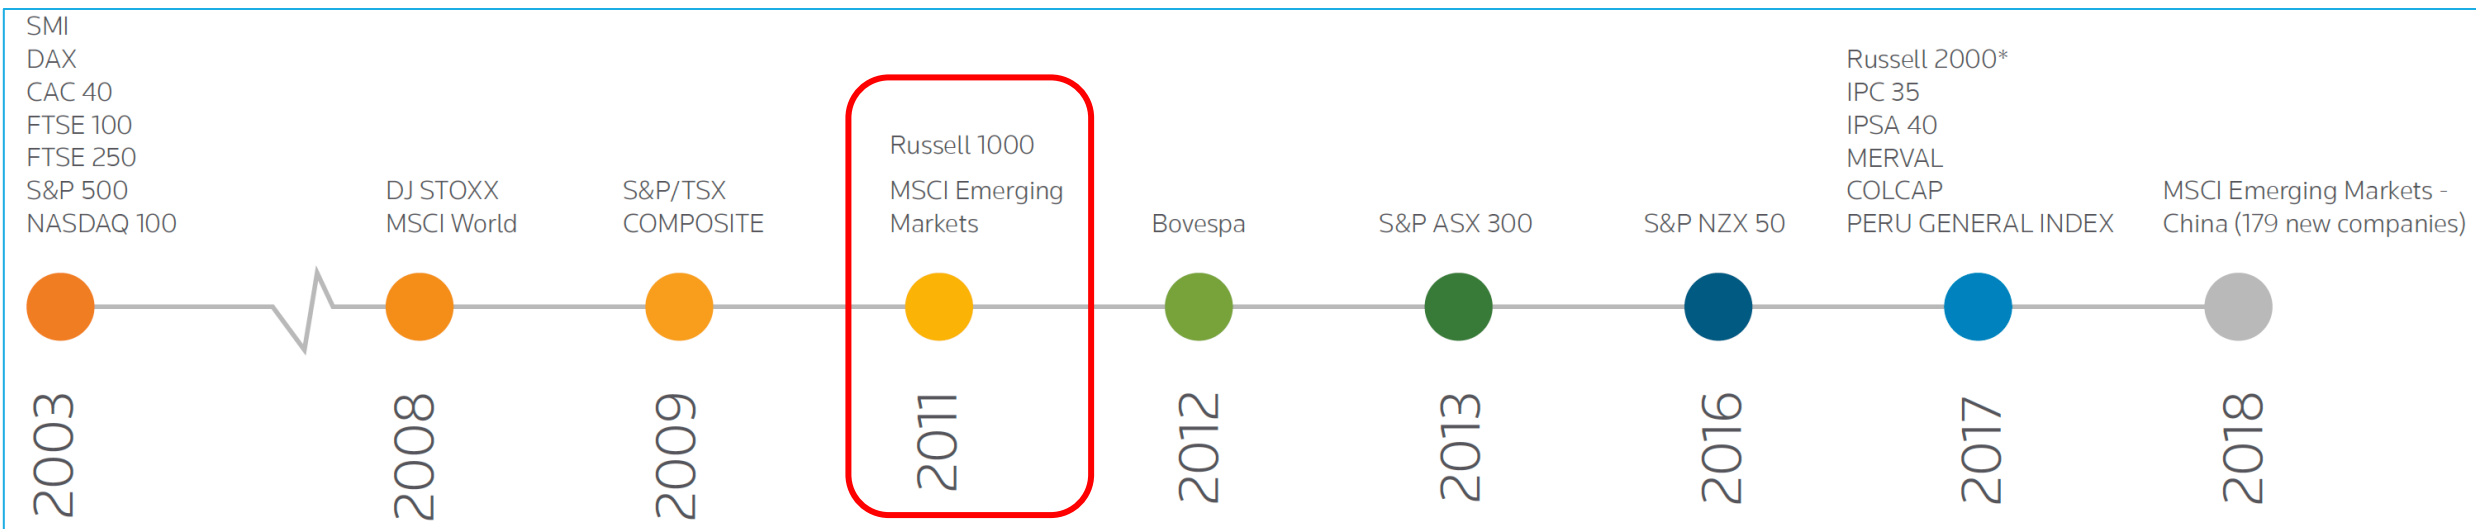 SMI
DAX
CAC 40
FTSE 100
FTSE 250
S&P 500
NASDAQ 100
2003
DJ STOXX
MSCI World
2008
S&P/TSX
COMPOSITE
2009
Russell 1000
MSCI Emerging
Markets
2011
Bovespa
2012
S&P ASX 300
2013
S&P NZX 50
2016
Russell 2000*
IPC 35
IPSA 40
MERVAL
COLCAP
PERU GENERAL INDEX
2017
MSCI Emerging Markets -
China (179 new companies)
2018